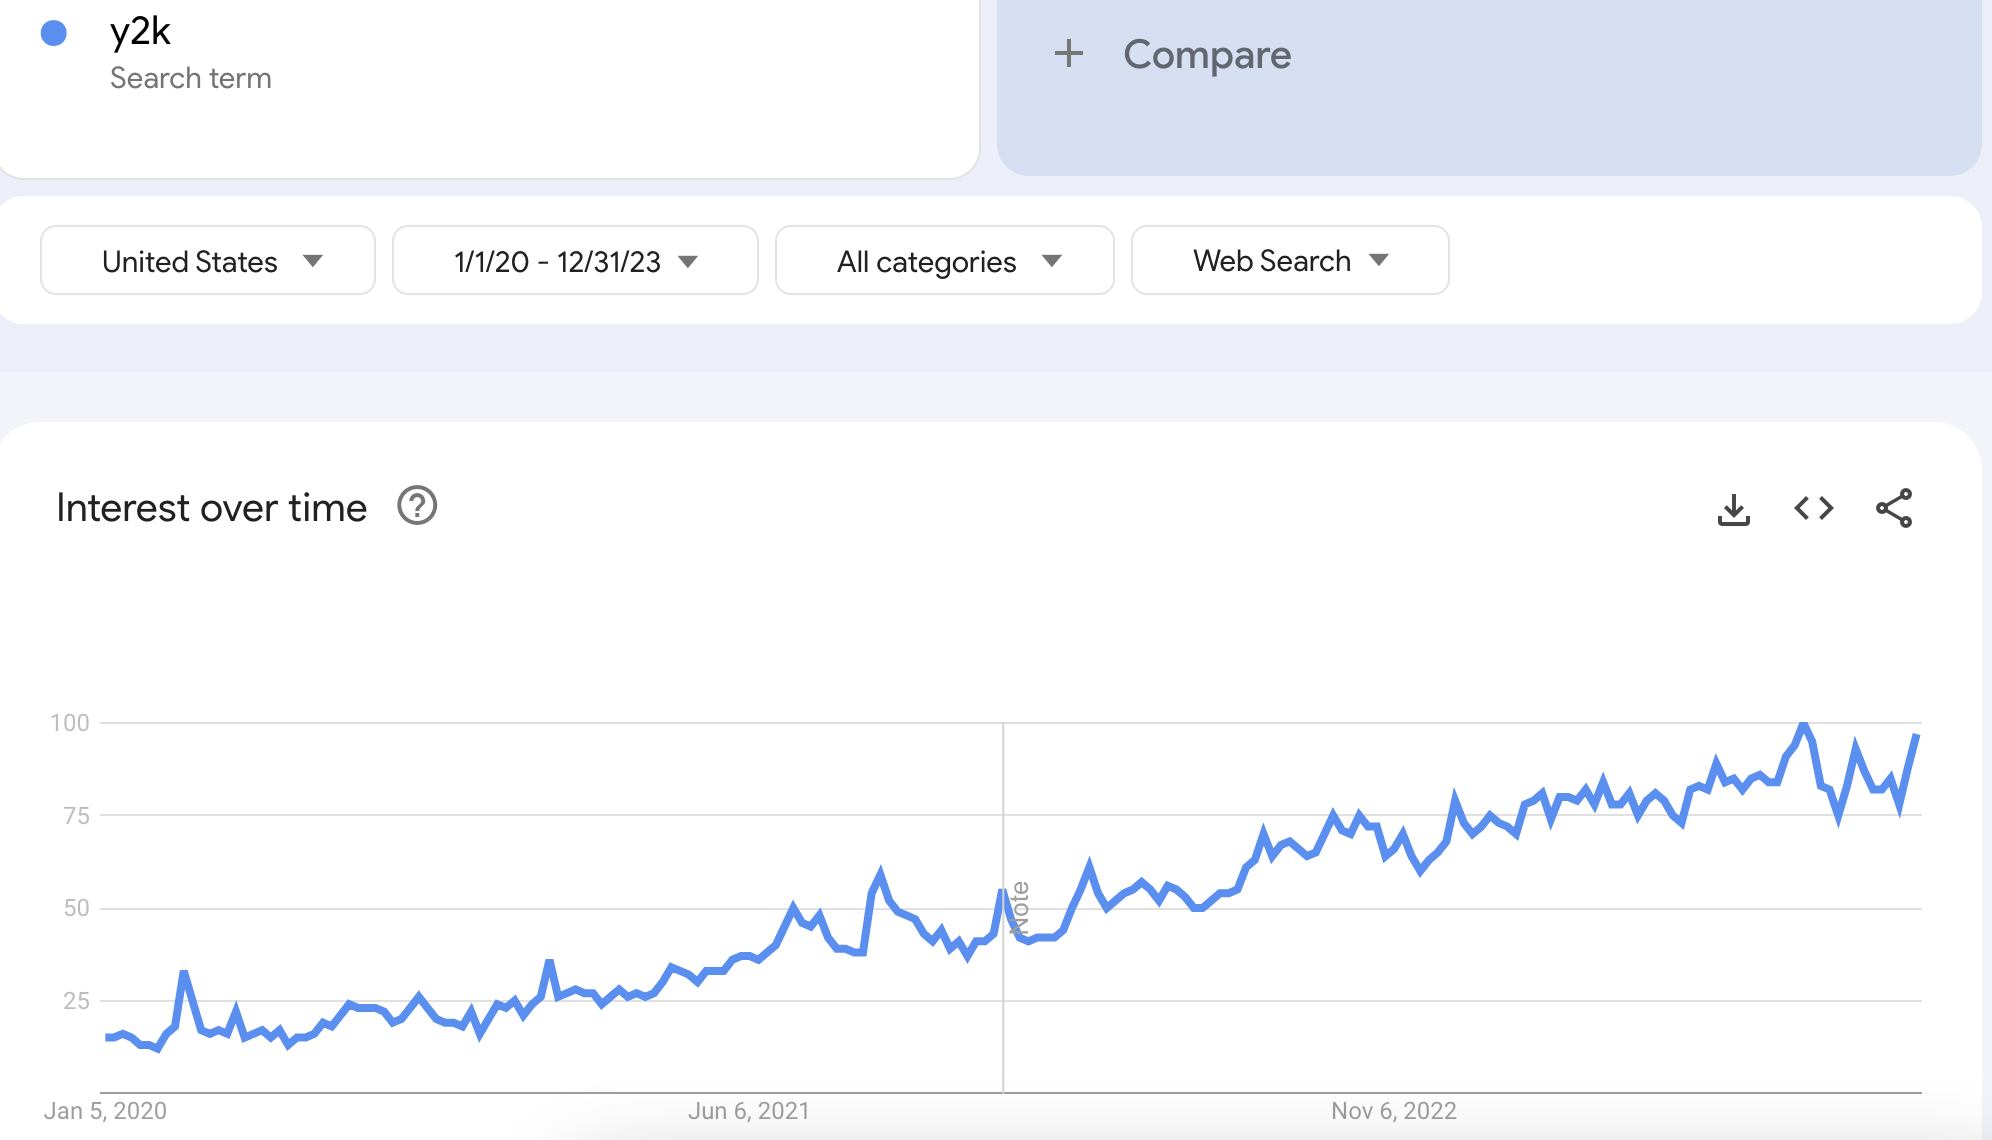 y2k
Search term
+ Compare
United States
1/1/20 - 12/31/23
All categories
Web Search
Interest over time
?
100
75
50
25
Note
Jan 5, 2020
Jun 6, 2021
Nov 6, 2022